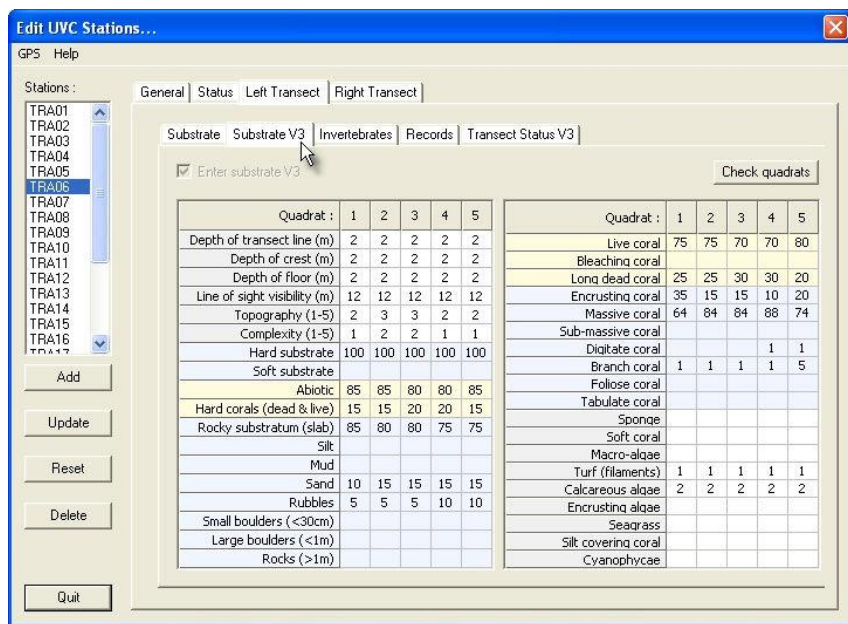 Edit UVC Stations...
GPS Help
Stations :
TRA01
TRA02
TRA03
TRA04
TRA05
TRA06
TRA07
TRA08
TRA09
TRA10
TRA11
TRA12
TRA13
TRA14
TRA15
TRA16
TRA17
Add
Update
Reset
Delete
Quit
General Status Left Transect Right Transect
Substrate Substrate V3 Invertebrates Records Transect Status V3
Enter substrate V3
Check quadrats
Quadrat : 1 2 3 4 5
Depth of transect line (m) 2 2 2 2 2
Depth of crest (m) 2 2 2 2 2
Depth of floor (m) 2 2 2 2 2
Line of sight visibility (m) 12 12 12 12 12
Topography (1-5) 2 3 3 2 2
Complexity (1-5) 1 2 2 1 1
Hard substrate 100 100 100 100 100
Soft substrate
Abiotic 85 85 80 80 85
Hard corals (dead & live) 15 15 20 20 15
Rocky substratum (slab) 85 80 80 75 75
Silt
Mud
Sand 10 15 15 15 15
Rubbles 5 5 5 10 10
Small boulders (<30cm)
Large boulders (<1m)
Rocks (>1m)
Quadrat : 1 2 3 4 5
Live coral 75 75 70 70 80
Bleaching coral
Long dead coral 25 25 30 30 20
Encrusting coral 35 15 15 10 20
Massive coral 64 84 84 88 74
Sub-massive coral
Digitate coral 1 1
Branch coral 1 1 1 1 5
Foliose coral
Tabulate coral
Sponge
Soft coral
Macro-algae
Turf (filaments) 1 1 1 1 1
Calcareous algae 2 2 2 2 2
Encrusting algae
Seagrass
Silt covering coral
Cyanophycae